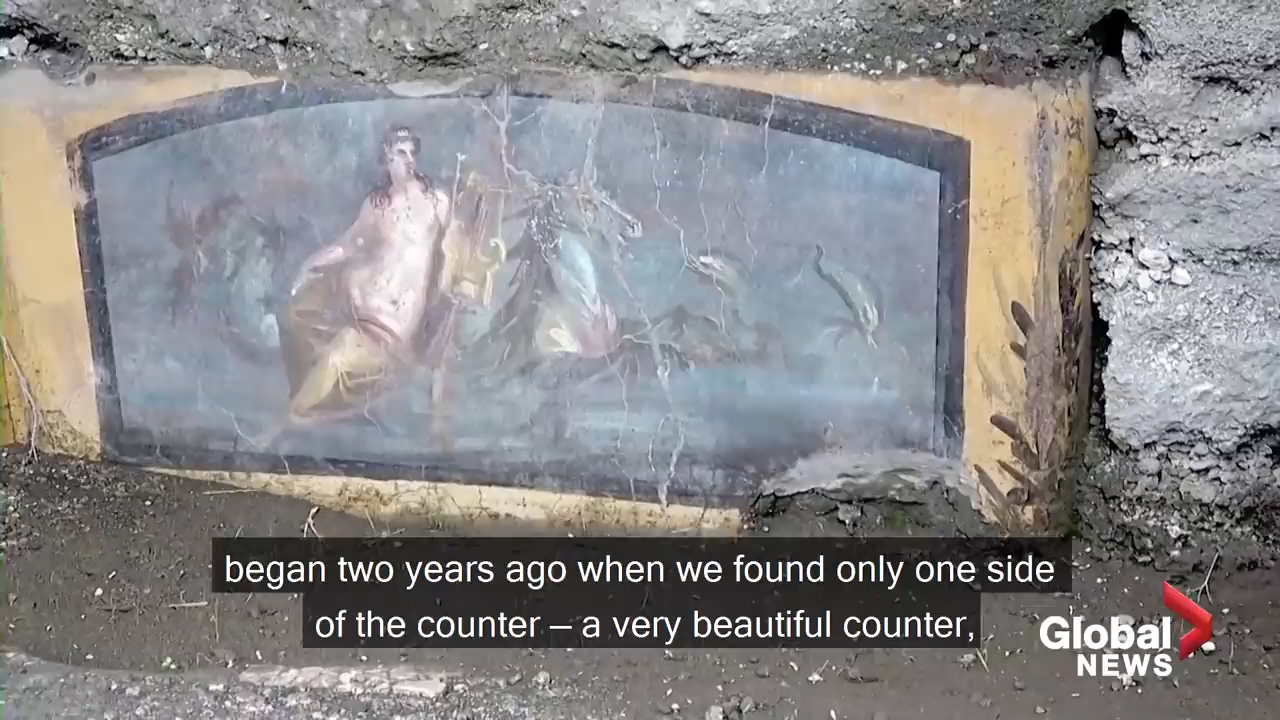 began two years ago when we found only one side
of the counter – a very beautiful counter,
Global
NEWS